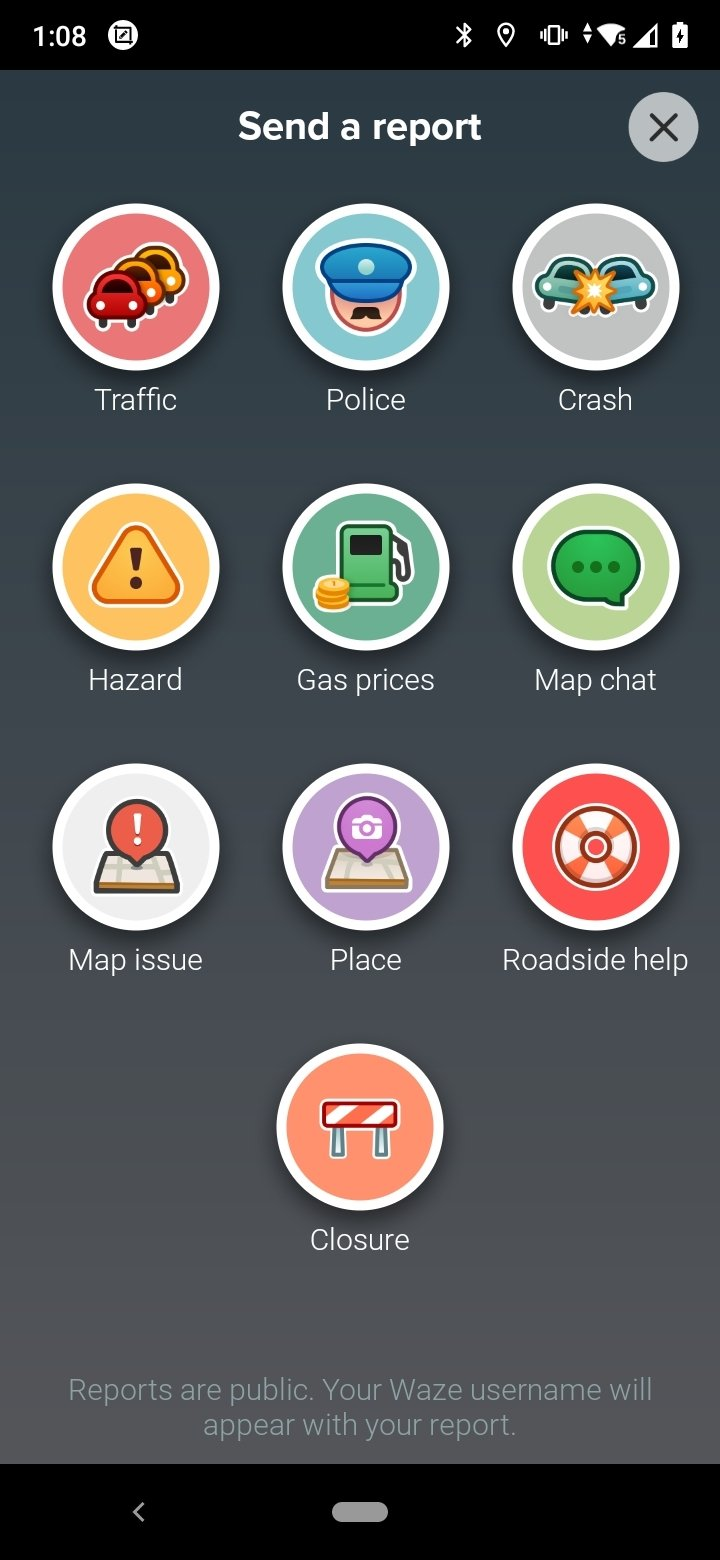 1:08
5
Send a report
Traffic
Police
Crash
Hazard
Gas prices
Map chat
Map issue
Place
Roadside help
Closure
Reports are public. Your Waze username will
appear with your report.